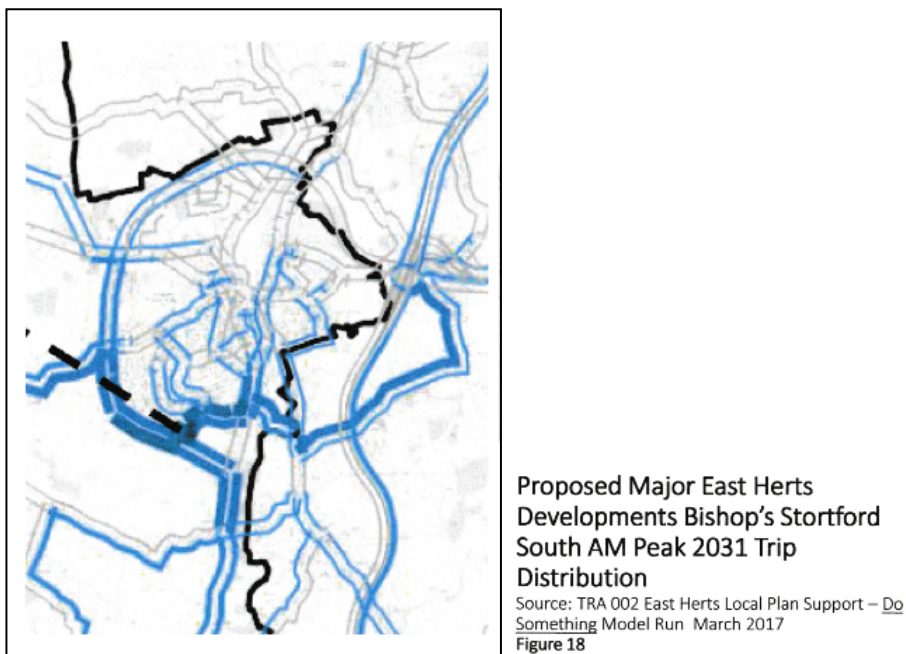 Proposed Major East Herts
Developments Bishop's Stortford
South AM Peak 2031 Trip
Distribution
Source: TRA 002 East Herts Local Plan Support – Do
Something Model Run March 2017
Figure 18